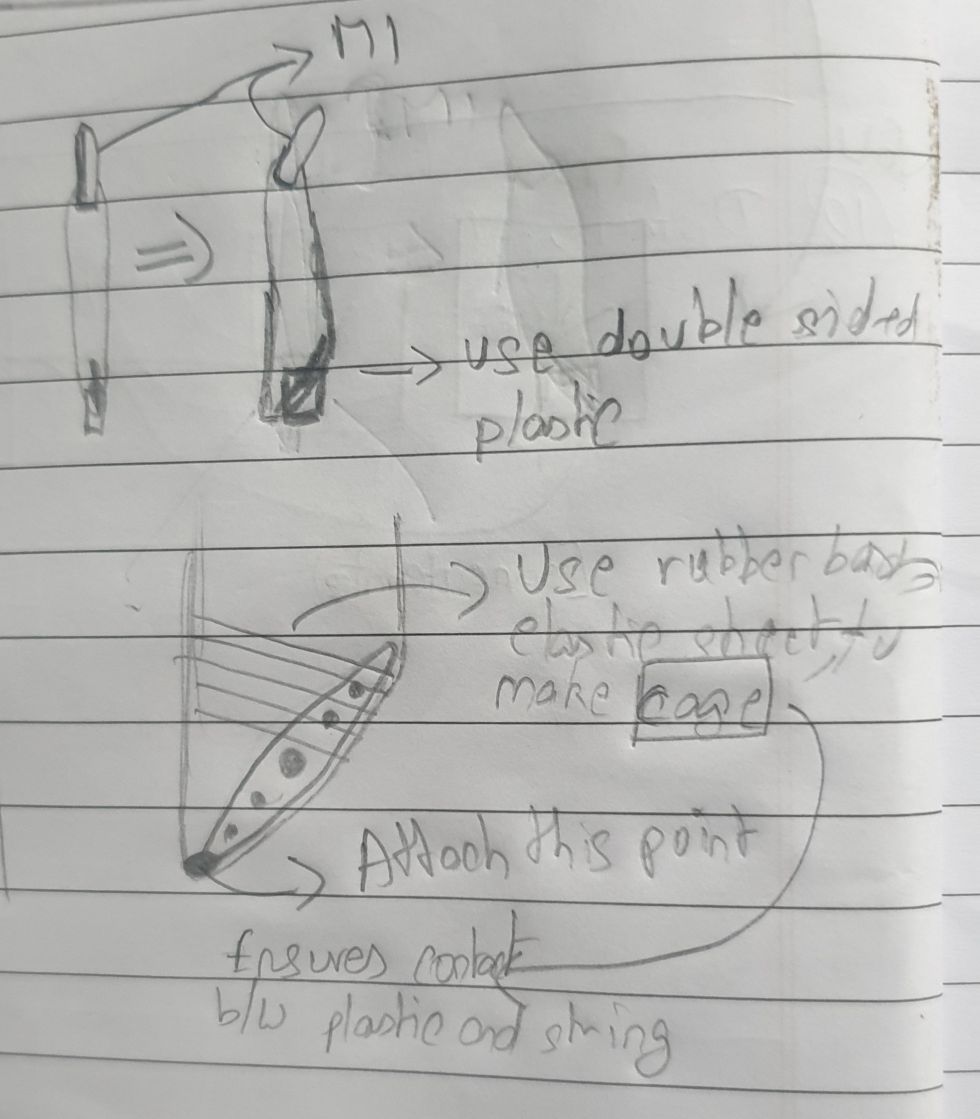 M1
⇒
→ use double sided
plastic
Use rubber bands
elastic sheet to
make cage
Attach this point
Ensures contact
b/w plastic and string